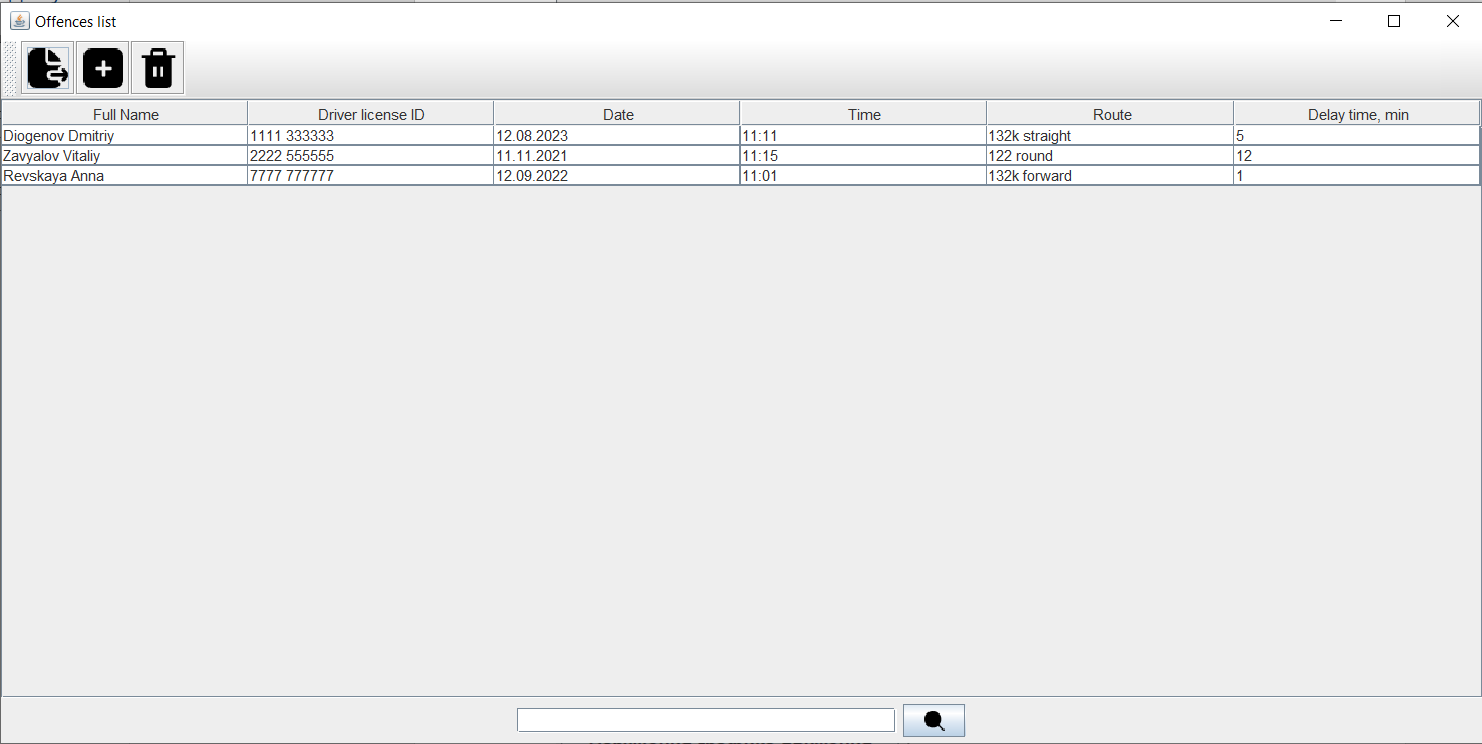 Offences list
Full Name Driver license ID Date Time Route Delay time, min
Diogenov Dmitriy 1111 333333 12.08.2023 11:11 132k straight 5
Zavyalov Vitaliy 2222 555555 11.11.2021 11:15 122 round 12
Revskaya Anna 7777 777777 12.09.2022 11:01 132k forward 1